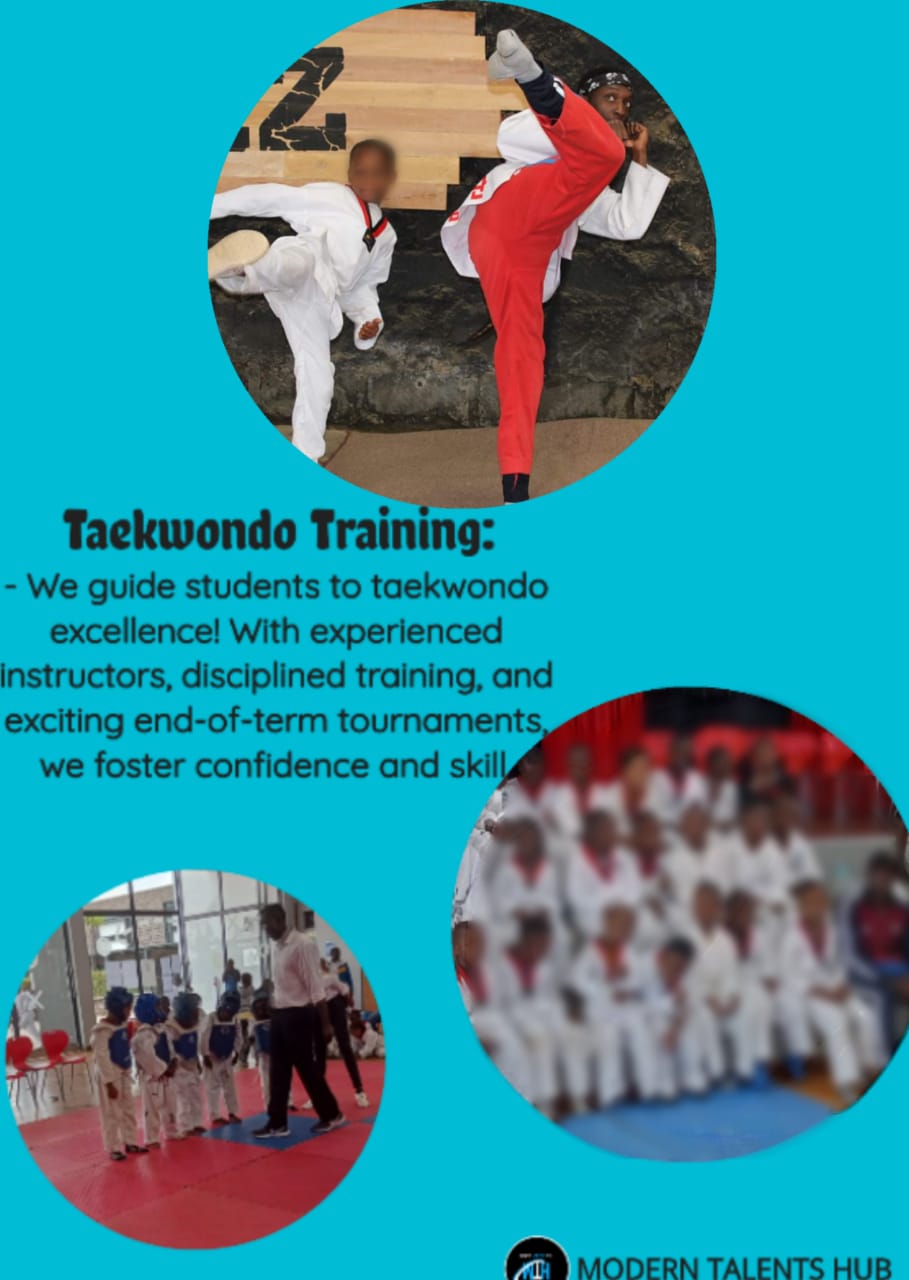 Z
Taekwondo Training:
- We guide students to taekwondo
excellence! With experienced
instructors, disciplined training, and
exciting end-of-term tournaments,
we foster confidence and skill
MODERN TALENTS HUB